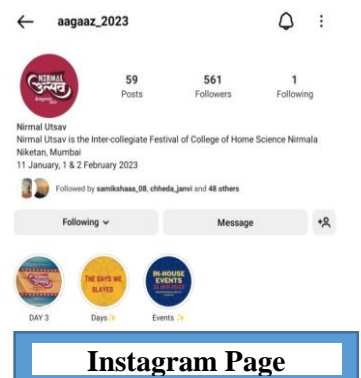 aagaaz_2023
NIRMAL
उत्सव
59 561 1
Posts Followers Following
Nirmal Utsav
Nirmal Utsav is the Inter-collegiate Festival of College of Home Science Nirmala
Niketan, Mumbai
11 January, 1 & 2 February 2023
Followed by samikshaaa_08, chheda_janvi and 48 others
Following Message
THE DAYS WE
SLAYED
IN-HOUSE
EVENTS
DAY 3 Days✨ Events ✨
Instagram Page